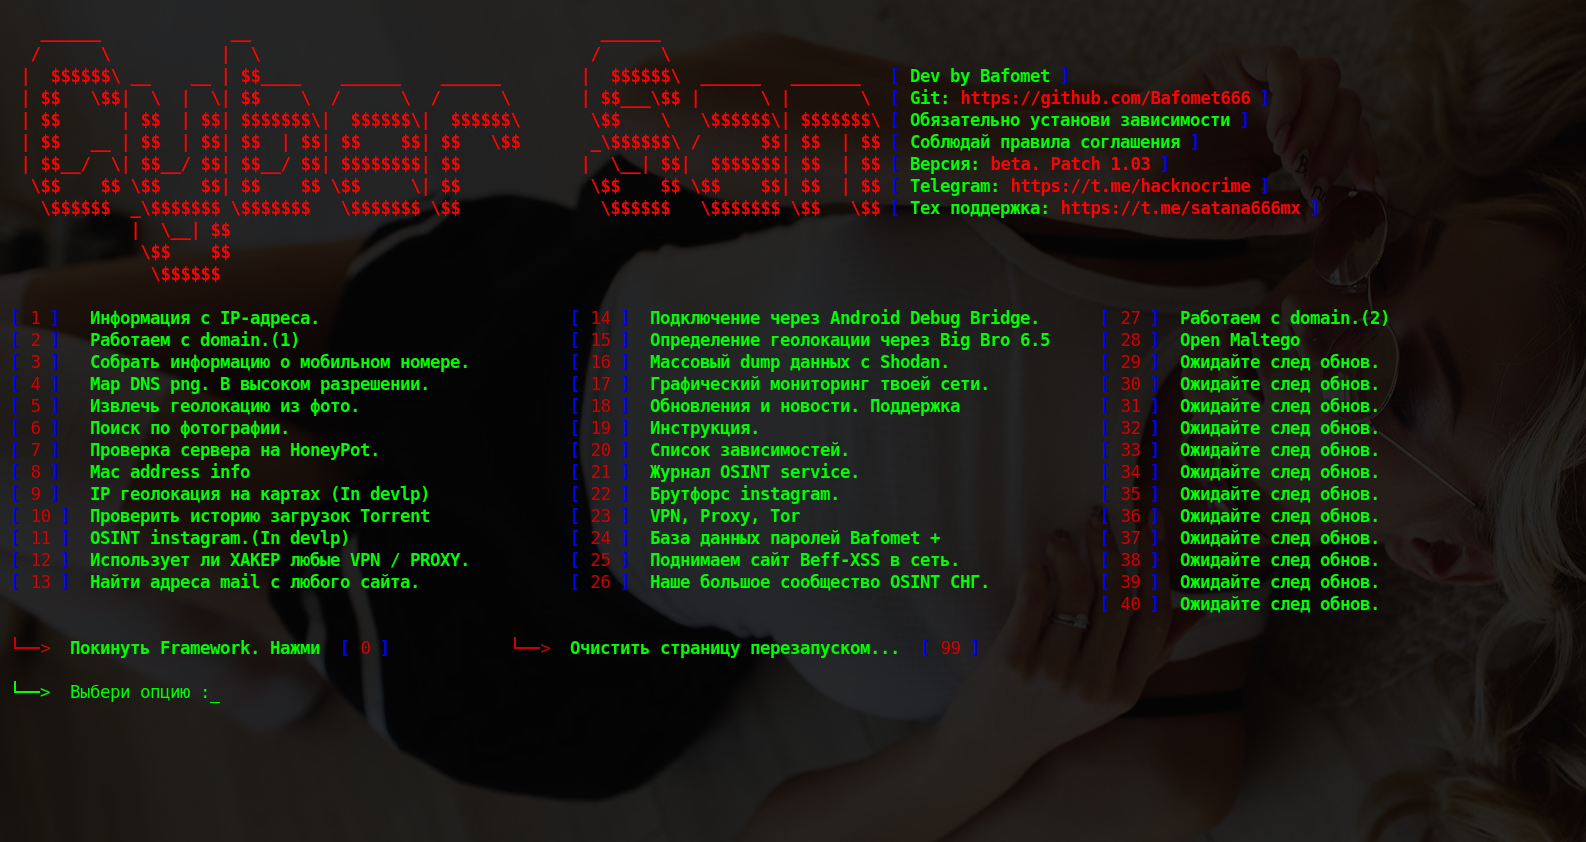 Cyber San
[ Dev by Bafomet ]
[ Git: https://github.com/Bafomet666 ]
[ Обязательно установи зависимости ]
[ Соблюдай правила соглашения ]
[ Версия: beta. Patch 1.03 ]
[ Telegram: https://t.me/hacknocrime ]
[ Тех поддержка: https://t.me/satana666mx ]
[ 1 ] Информация с IP-адреса.
[ 2 ] Работаем с domain.(1)
[ 3 ] Собрать информацию о мобильном номере.
[ 4 ] Map DNS png. В высоком разрешении.
[ 5 ] Извлечь геолокацию из фото.
[ 6 ] Поиск по фотографии.
[ 7 ] Проверка сервера на HoneyPot.
[ 8 ] Mac address info
[ 9 ] IP геолокация на картах (In devlp)
[ 10 ] Проверить историю загрузок Torrent
[ 11 ] OSINT instagram.(In devlp)
[ 12 ] Использует ли ХАКЕР любые VPN / PROXY.
[ 13 ] Найти адреса mail с любого сайта.
[ 14 ] Подключение через Android Debug Bridge.
[ 15 ] Определение геолокации через Big Bro 6.5
[ 16 ] Массовый dump данных с Shodan.
[ 17 ] Графический мониторинг твоей сети.
[ 18 ] Обновления и новости. Поддержка
[ 19 ] Инструкция.
[ 20 ] Список зависимостей.
[ 21 ] Журнал OSINT service.
[ 22 ] Брутфорс instagram.
[ 23 ] VPN, Proxy, Tor
[ 24 ] База данных паролей Bafomet +
[ 25 ] Поднимаем сайт Beff-XSS в сеть.
[ 26 ] Наше большое сообщество OSINT СНГ.
[ 27 ] Работаем с domain.(2)
[ 28 ] Open Maltego
[ 29 ] Ожидайте след обнов.
[ 30 ] Ожидайте след обнов.
[ 31 ] Ожидайте след обнов.
[ 32 ] Ожидайте след обнов.
[ 33 ] Ожидайте след обнов.
[ 34 ] Ожидайте след обнов.
[ 35 ] Ожидайте след обнов.
[ 36 ] Ожидайте след обнов.
[ 37 ] Ожидайте след обнов.
[ 38 ] Ожидайте след обнов.
[ 39 ] Ожидайте след обнов.
[ 40 ] Ожидайте след обнов.
└──> Покинуть Framework. Нажми [ 0 ]
└──> Очистить страницу перезапуском... [ 99 ]
└──> Выбери опцию :_